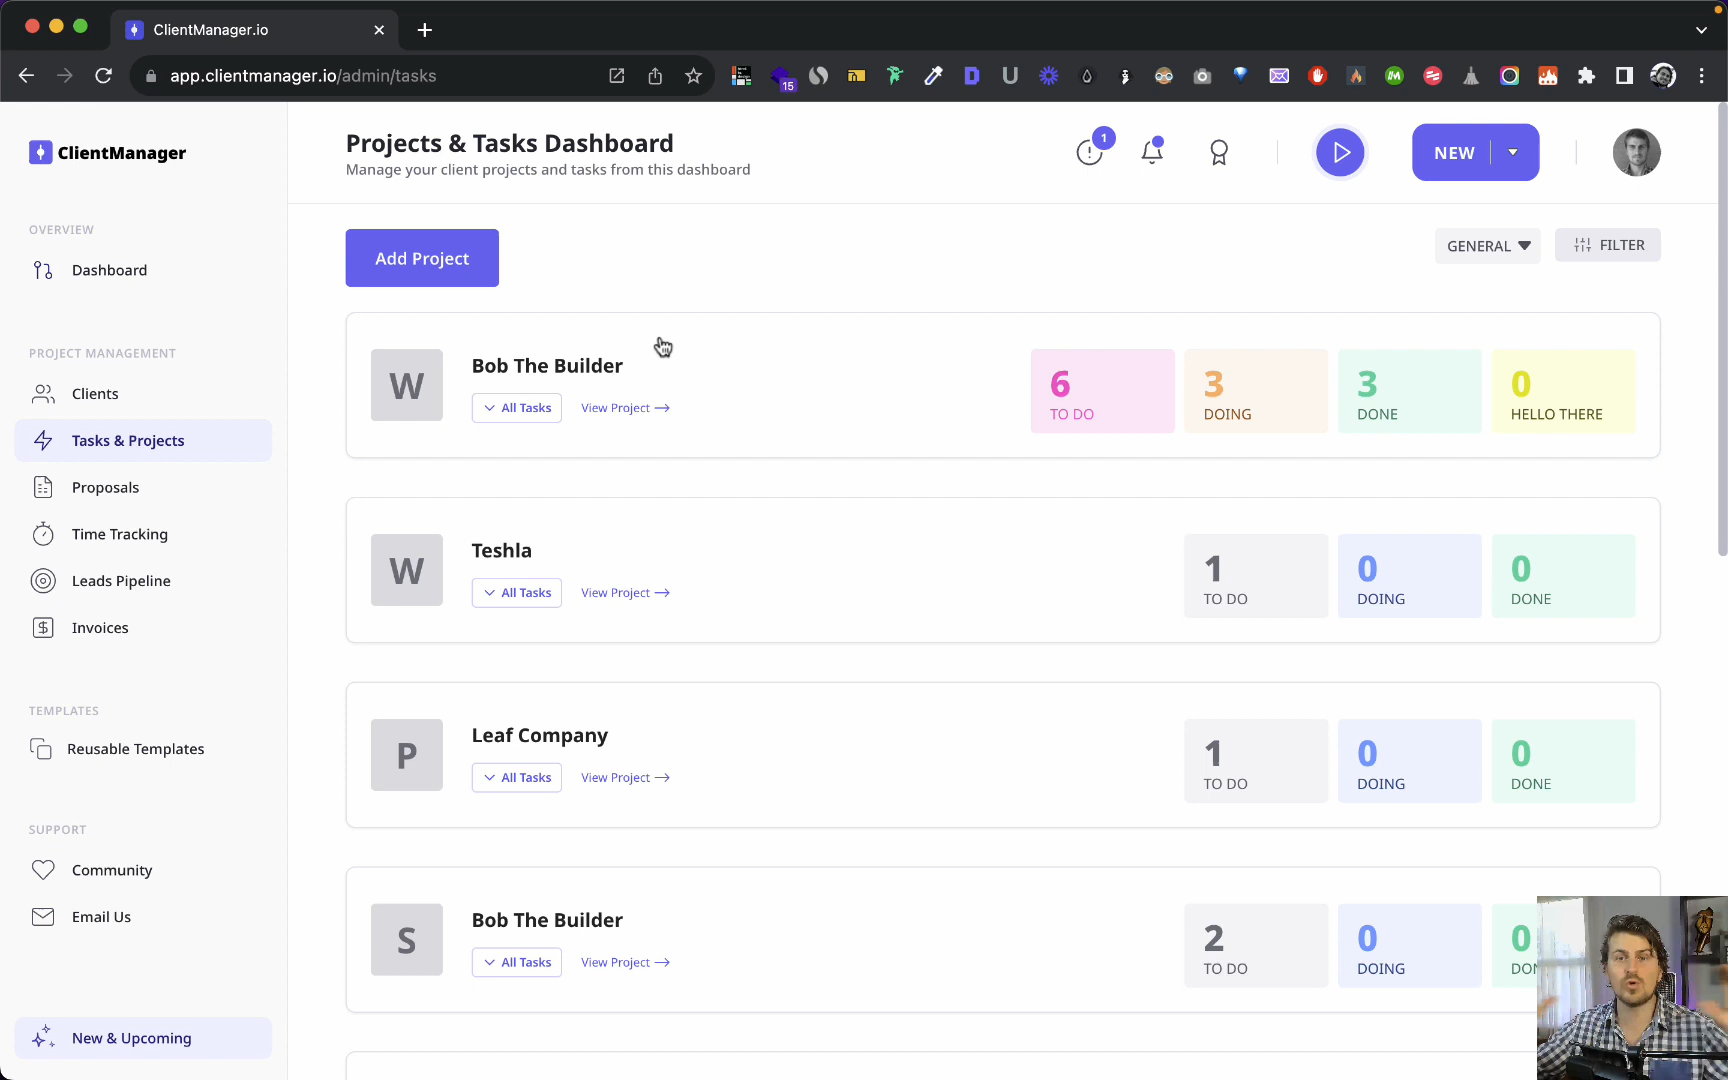 ClientManager.io
app.clientmanager.io/admin/tasks
15
ClientManager
Projects & Tasks Dashboard
Manage your client projects and tasks from this dashboard
1
NEW
OVERVIEW
Dashboard
PROJECT MANAGEMENT
Clients
Tasks & Projects
Proposals
Time Tracking
Leads Pipeline
Invoices
TEMPLATES
Reusable Templates
SUPPORT
Community
Email Us
New & Upcoming
Add Project
GENERAL
FILTER
W
Bob The Builder
All Tasks
View Project
6
TO DO
3
DOING
3
DONE
0
HELLO THERE
W
Teshla
All Tasks
View Project
1
TO DO
0
DOING
0
DONE
P
Leaf Company
All Tasks
View Project
1
TO DO
0
DOING
0
DONE
S
Bob The Builder
All Tasks
View Project
2
TO DO
0
DOING
0